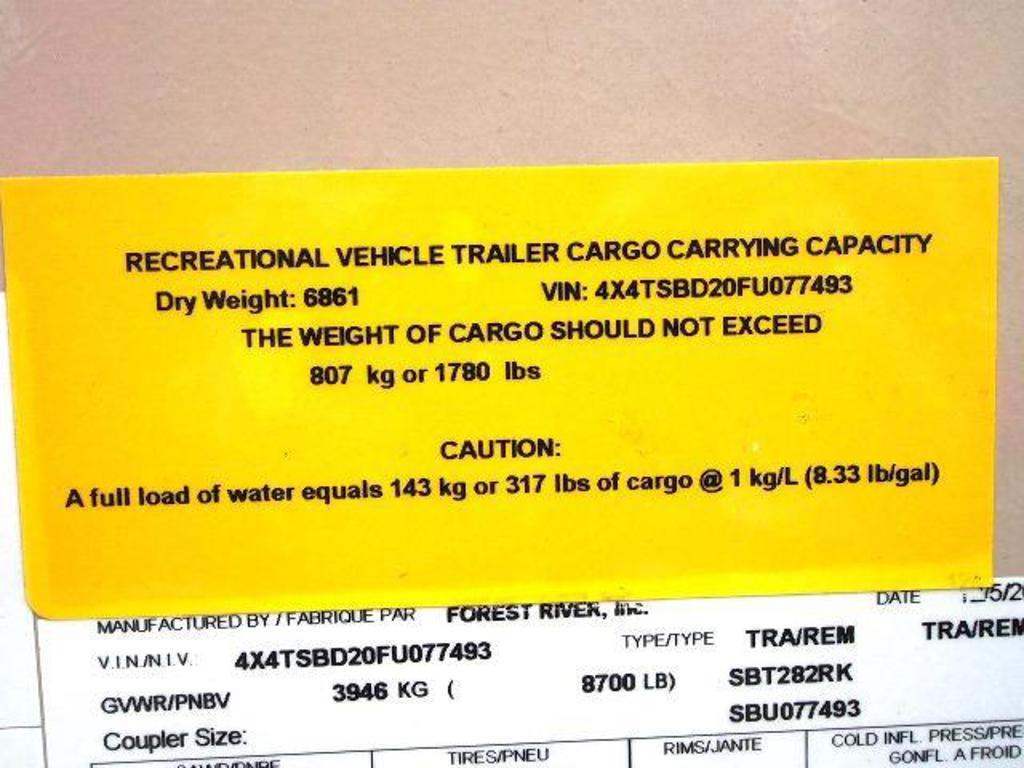 RECREATIONAL VEHICLE TRAILER CARGO CARRYING CAPACITY
Dry Weight: 6861 VIN: 4X4TSBD20FU077493
THE WEIGHT OF CARGO SHOULD NOT EXCEED
807 kg or 1780 lbs
CAUTION:
A full load of water equals 143 kg or 317 lbs of cargo @ 1 kg/L (8.33 lb/gal)
MANUFACTURED BY / FABRIQUE PAR FOREST RIVER, Inc. DATE
V.I.N./N.I.V.: 4X4TSBD20FU077493 TYPE/TYPE TRA/REM TRA/REM
GVWR/PNBV 3946 KG ( 8700 LB) SBT282RK
SBU077493
Coupler Size:
TIRES/PNEU RIMS/JANTE COLD INFL. PRESS/PRE
GONFL. A FROID